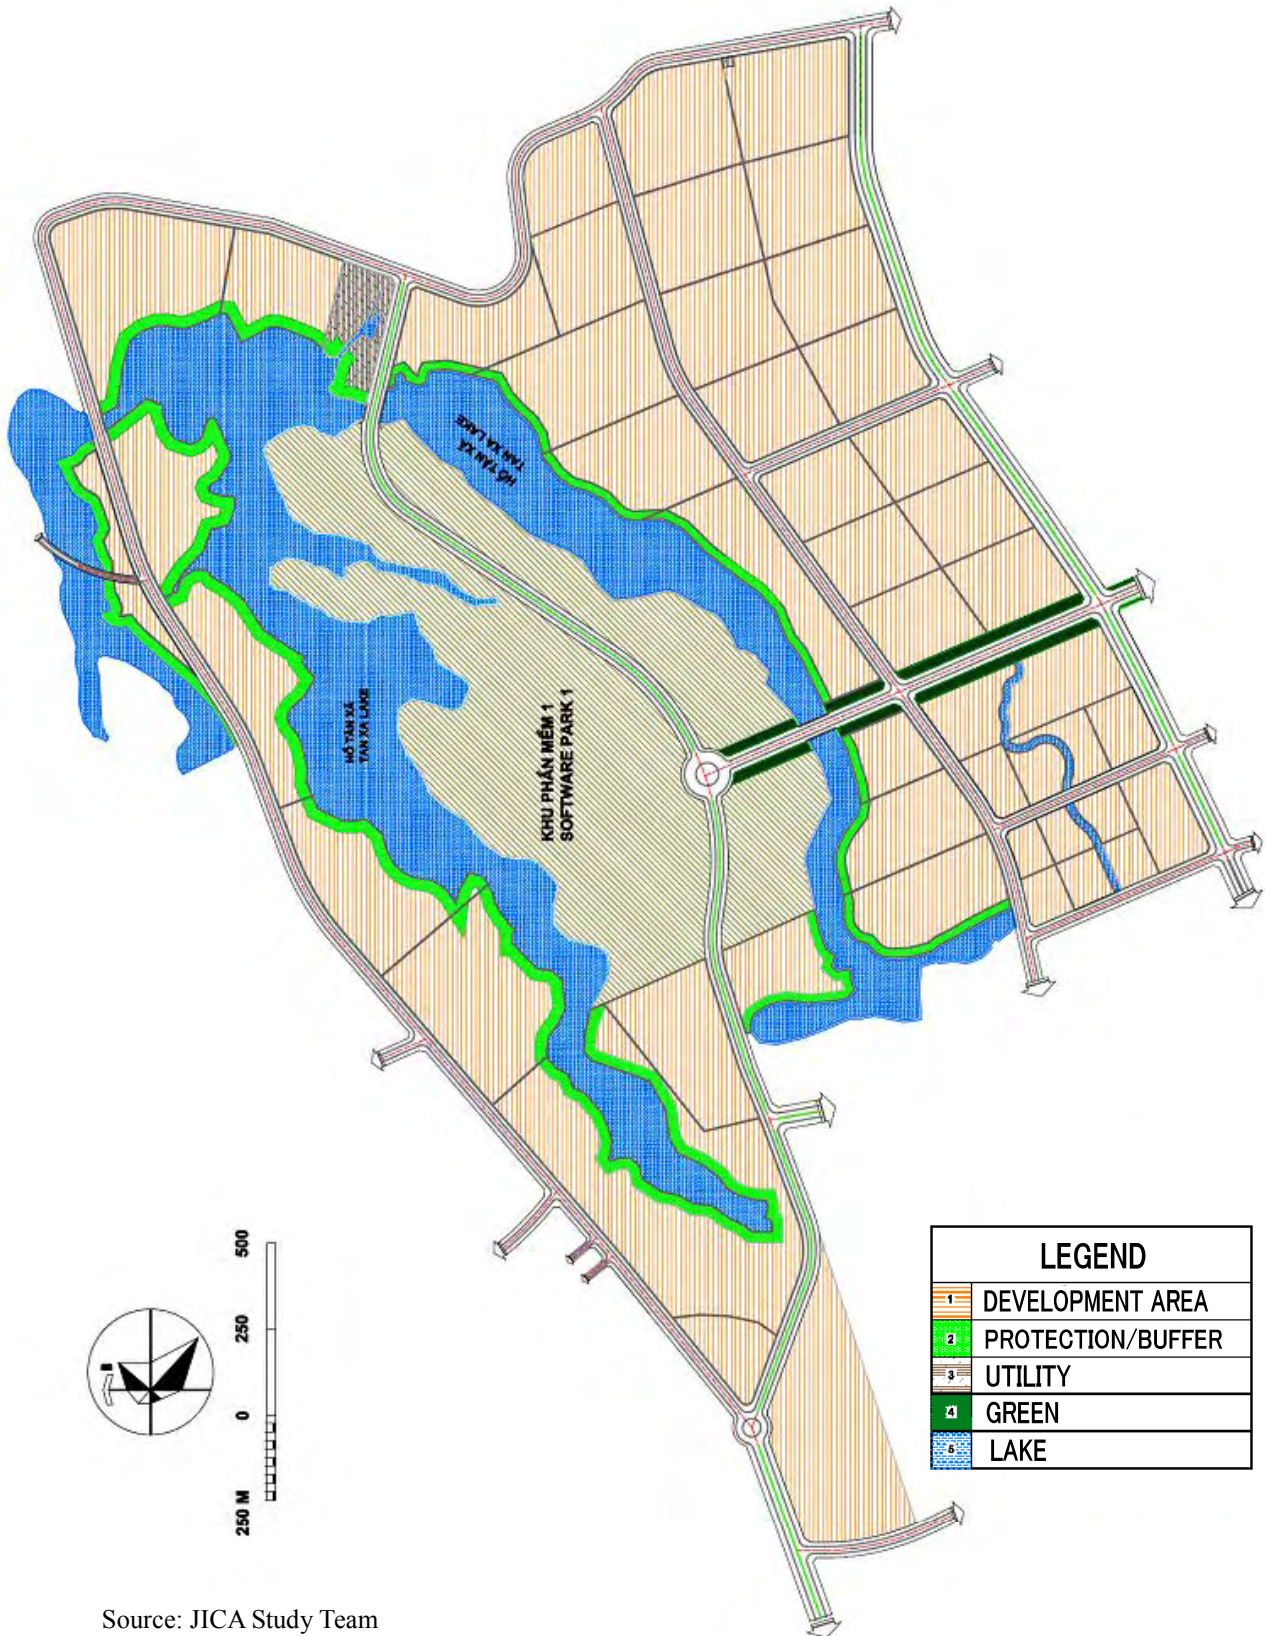 HỒ TÂN XÃ
TAN XA LAKE
HỒ TÂN XÃ
TAN XA LAKE
KHU PHẦN MỀM 1
SOFTWARE PARK 1
500
250
0
250 M
LEGEND
1 DEVELOPMENT AREA
2 PROTECTION/BUFFER
3 UTILITY
4 GREEN
5 LAKE
Source: JICA Study Team